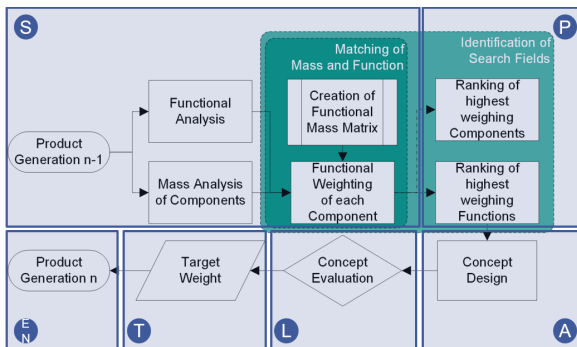 S
P
Matching of
Mass and Function
Identification of
Search Fields
Functional
Analysis
Creation of
Functional
Mass Matrix
Ranking of
highest
weighing
Components
Product
Generation n-1
Mass Analysis
of Components
Functional
Weighting
of each
Component
Ranking of
highest
weighing
Functions
Product
Generation n
Target
Weight
Concept
Evaluation
Concept
Design
E
N
T
L
A